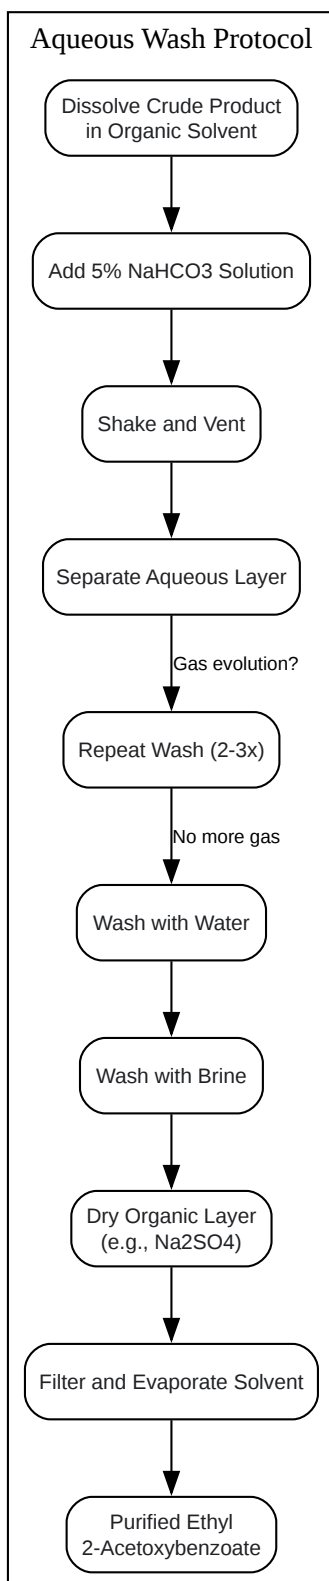 Aqueous Wash Protocol
Dissolve Crude Product
in Organic Solvent
Add 5% NaHCO3 Solution
Shake and Vent
Separate Aqueous Layer
Gas evolution?
Repeat Wash (2-3x)
No more gas
Wash with Water
Wash with Brine
Dry Organic Layer
(e.g., Na2SO4)
Filter and Evaporate Solvent
Purified Ethyl
2-Acetoxybenzoate